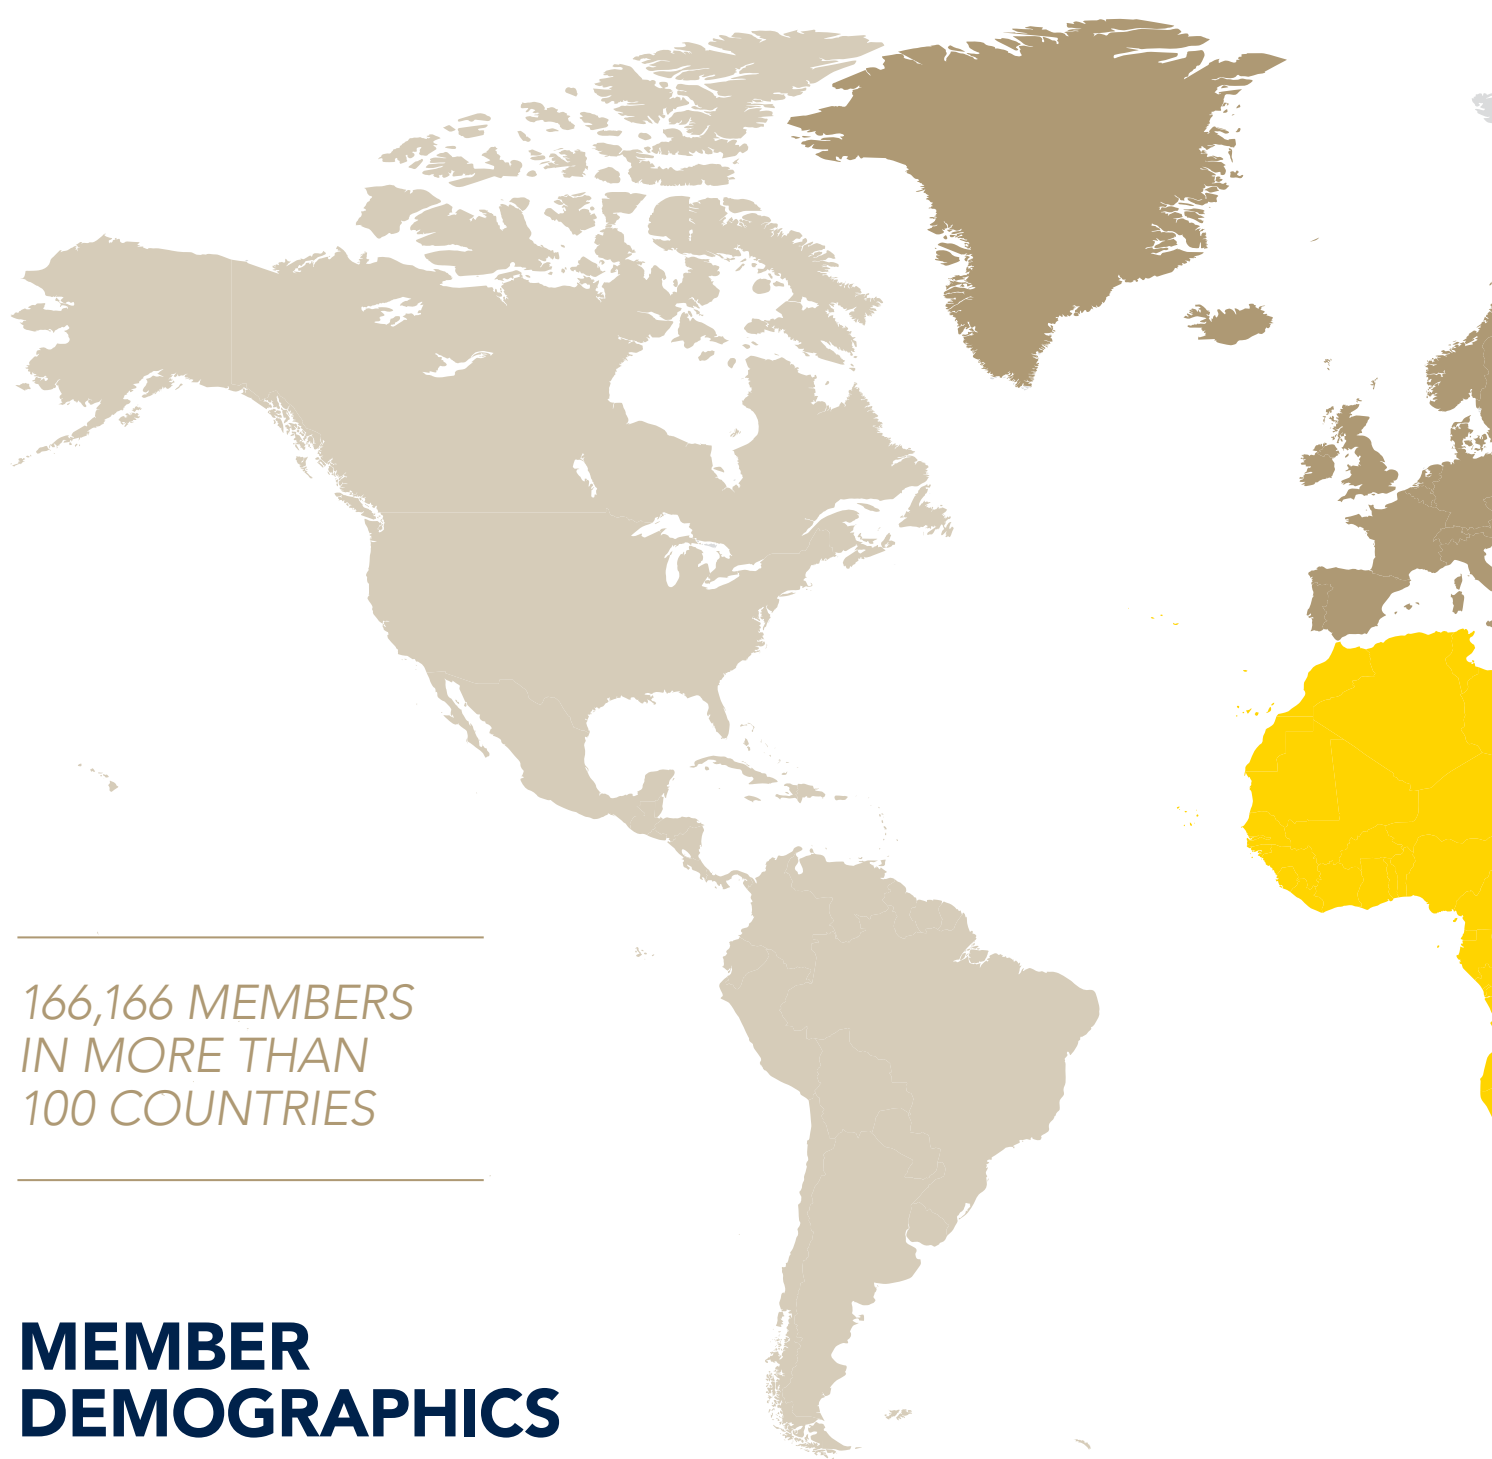 166,166 MEMBERS
IN MORE THAN
100 COUNTRIES
MEMBER
DEMOGRAPHICS